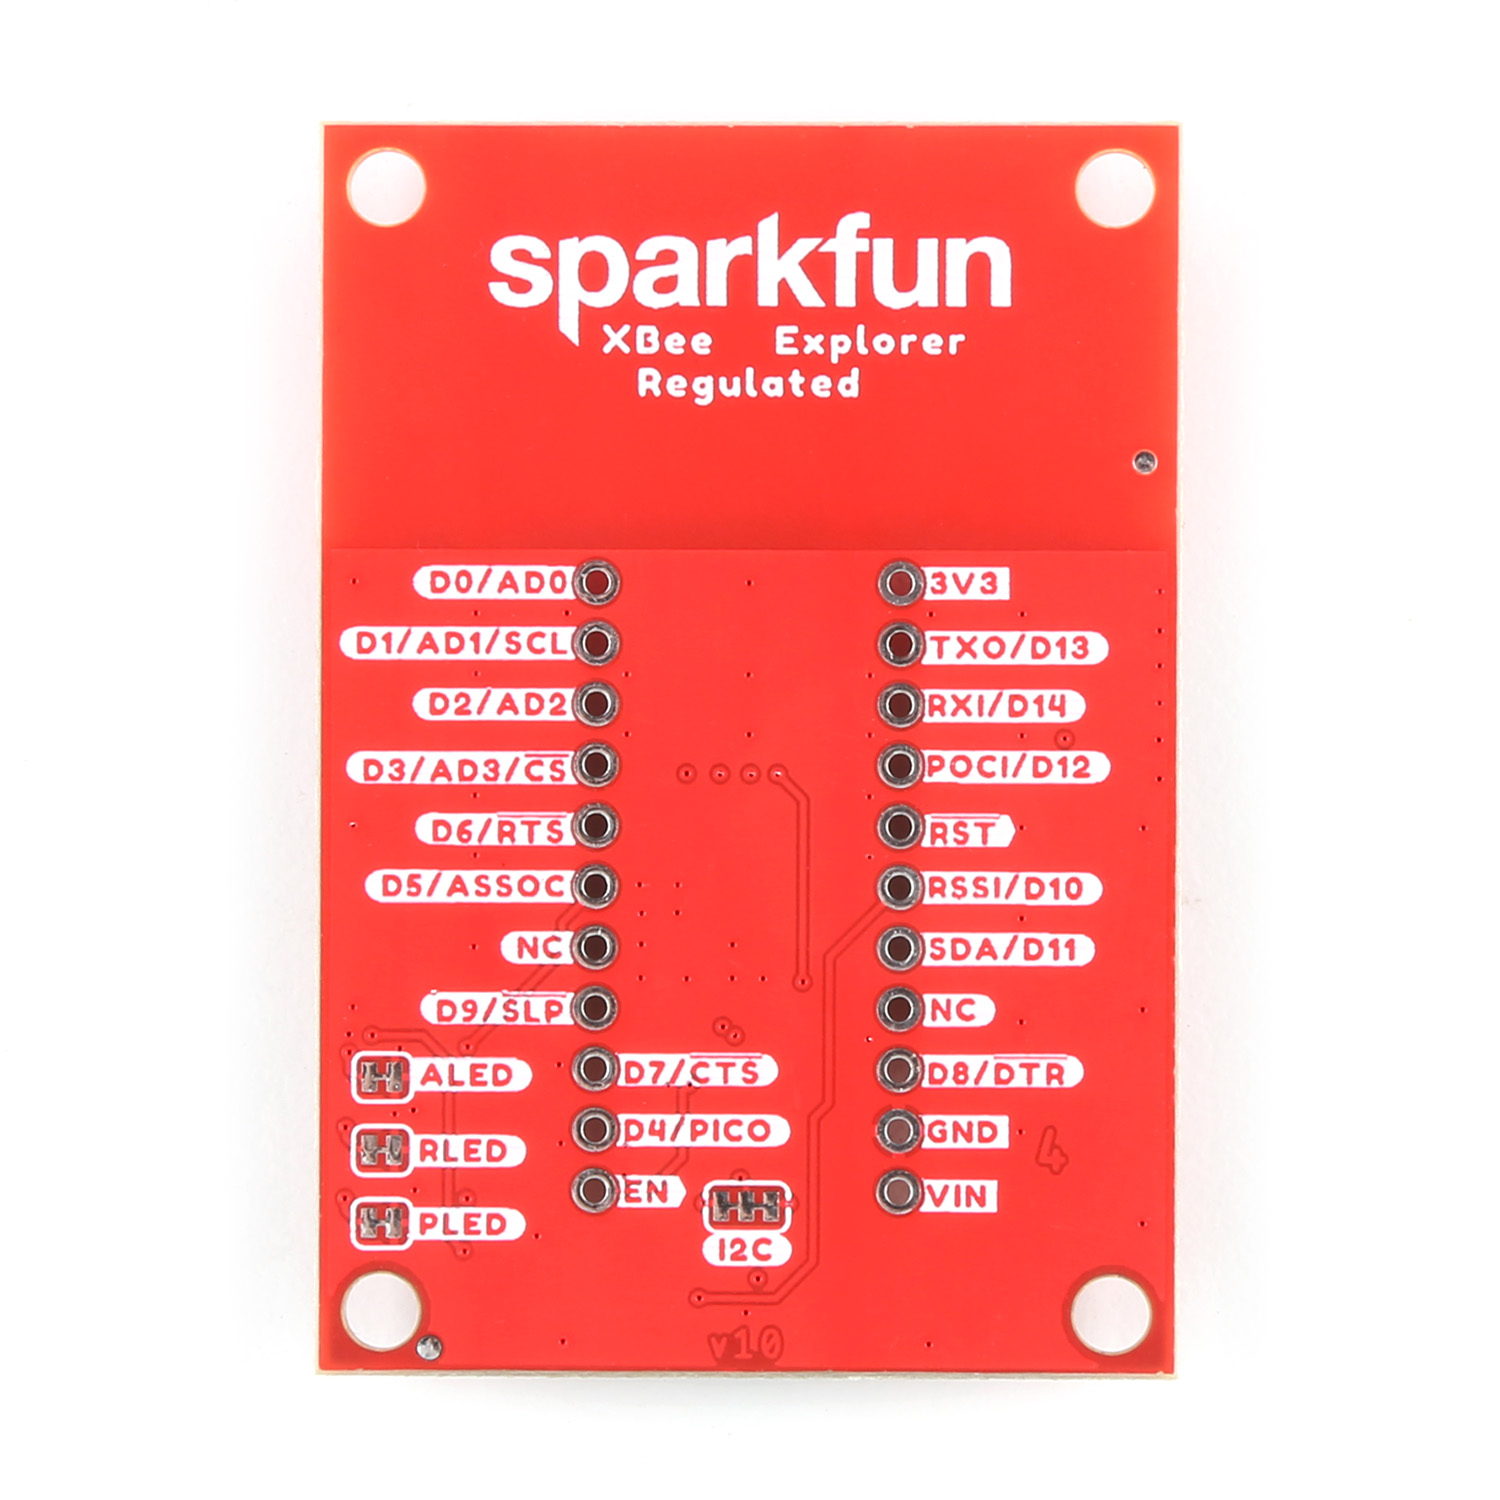 sparkfun
XBee Explorer
Regulated
D0/AD0
3V3
D1/AD1/SCL
TXO/D13
D2/AD2
RXI/D14
D3/AD3/CS
POCI/D12
D6/RTS
RST
D5/ASSOC
RSSI/D10
NC
SDA/D11
D9/SLP
NC
ALED
D7/CTS
D8/DTR
RLED
D4/PICO
GND
4
PLED
EN
VIN
I2C
v10